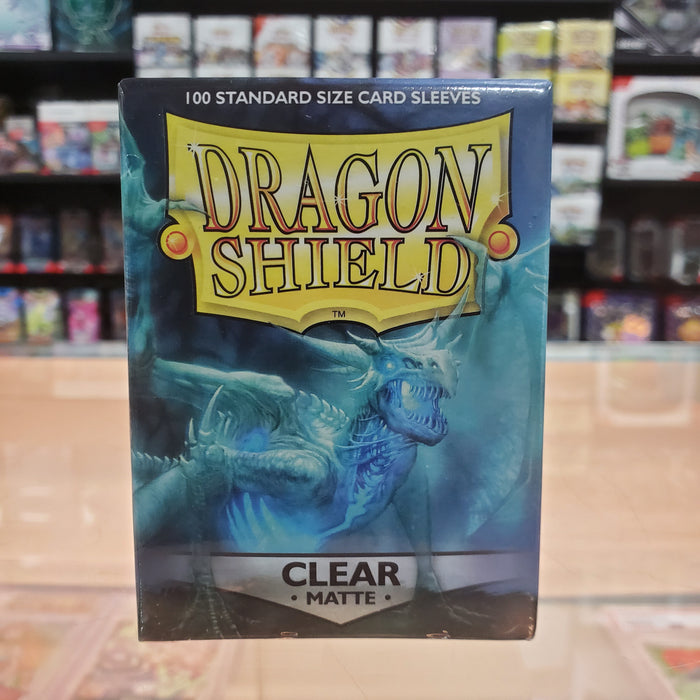 100 STANDARD SIZE CARD SLEEVES
DRAGON
SHIELD
TM
CLEAR
• MATTE •